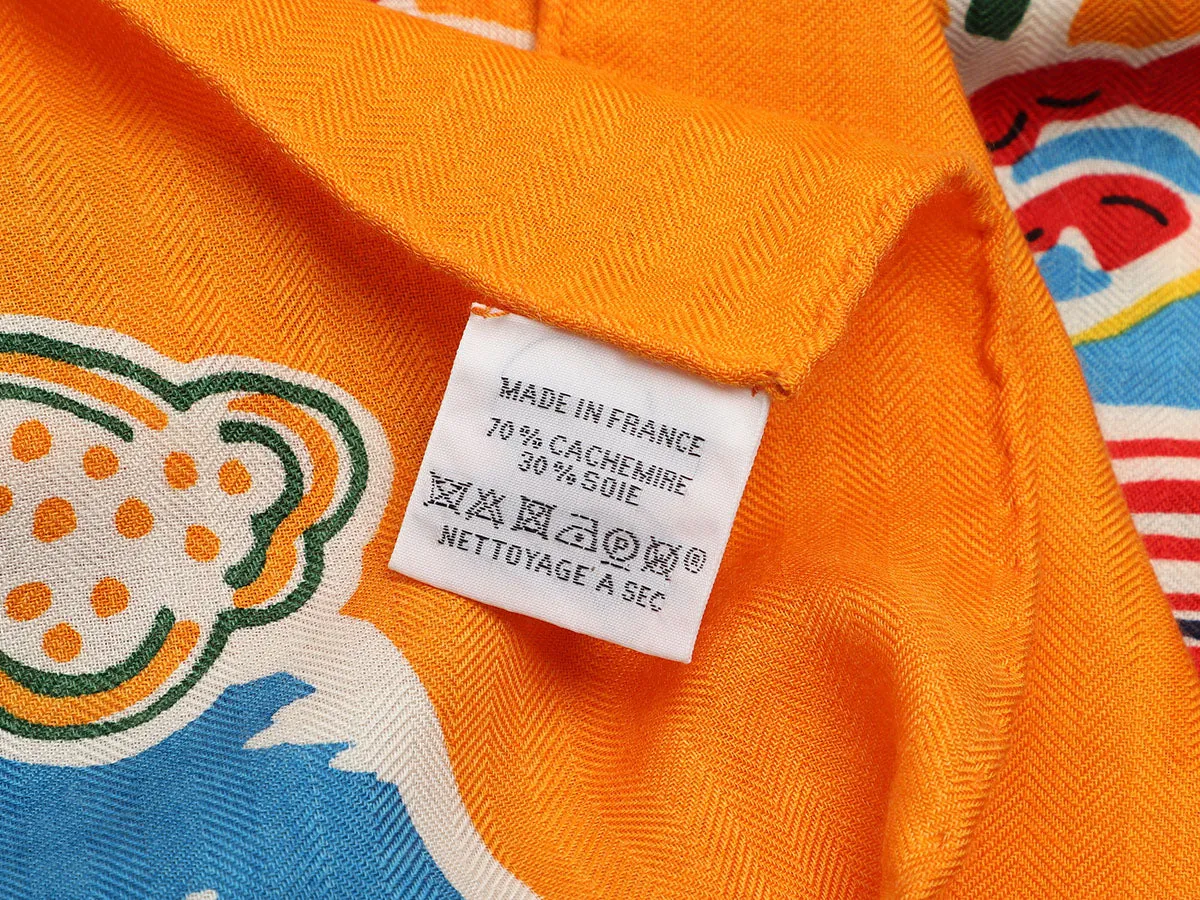 MADE IN FRANCE
70% CACHEMIRE
30% SOIE
P ®
NETTOYAGE A SEC